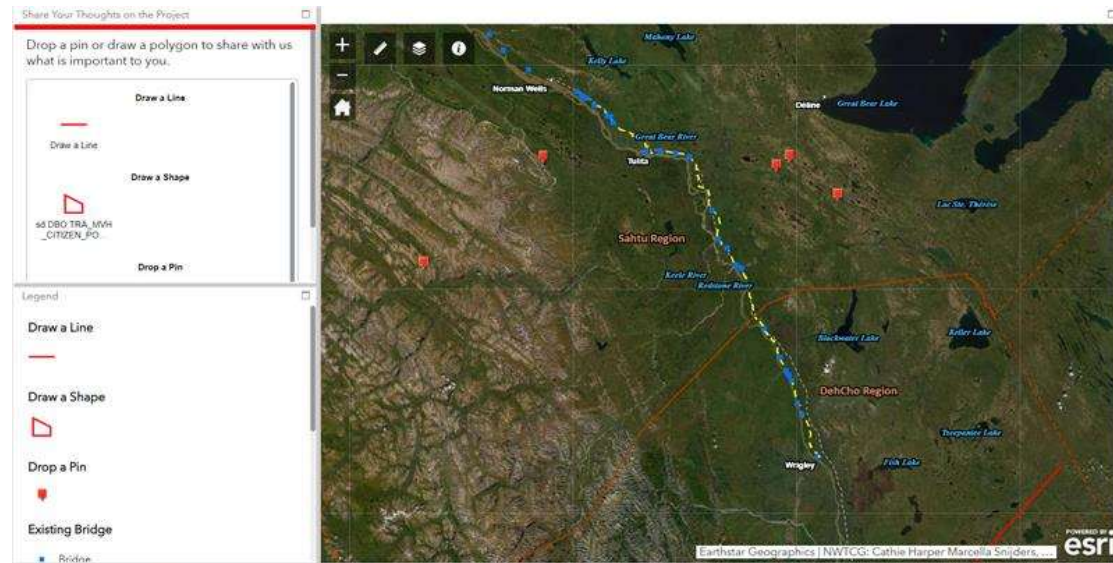 Share Your Thoughts on the Project
Drop a pin or draw a polygon to share with us
what is important to you.
Draw a Line
Draw a Line
Draw a Shape
sd.DBO.TRA_MVH
_CITIZEN_PO...
Drop a Pin
Legend
Draw a Line
Draw a Shape
Drop a Pin
Existing Bridge
Bridge
Mahony Lake
Kelly Lake
Norman Wells
Déline
Great Bear Lake
Great Bear River
Tulita
Lac Ste. Thérèse
Sahtu Region
Keele River
Redstone River
Blackwater Lake
Keller Lake
DehCho Region
Tseepantee Lake
Wrigley
Fish Lake
Earthstar Geographics | NWTCG: Cathie Harper Marcella Snijders, ...
POWERED BY
esri